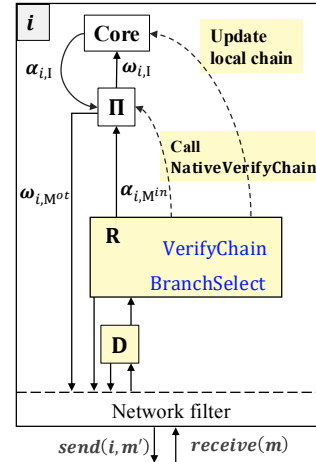 i
Core
Update
local chain
α_{i,I}
ω_{i,I}
Π
Call
NativeVerifyChain
ω_{i,M^{ot}}
α_{i,M^{in}}
R
VerifyChain
BranchSelect
D
Network filter
send(i, m′)
receive(m)